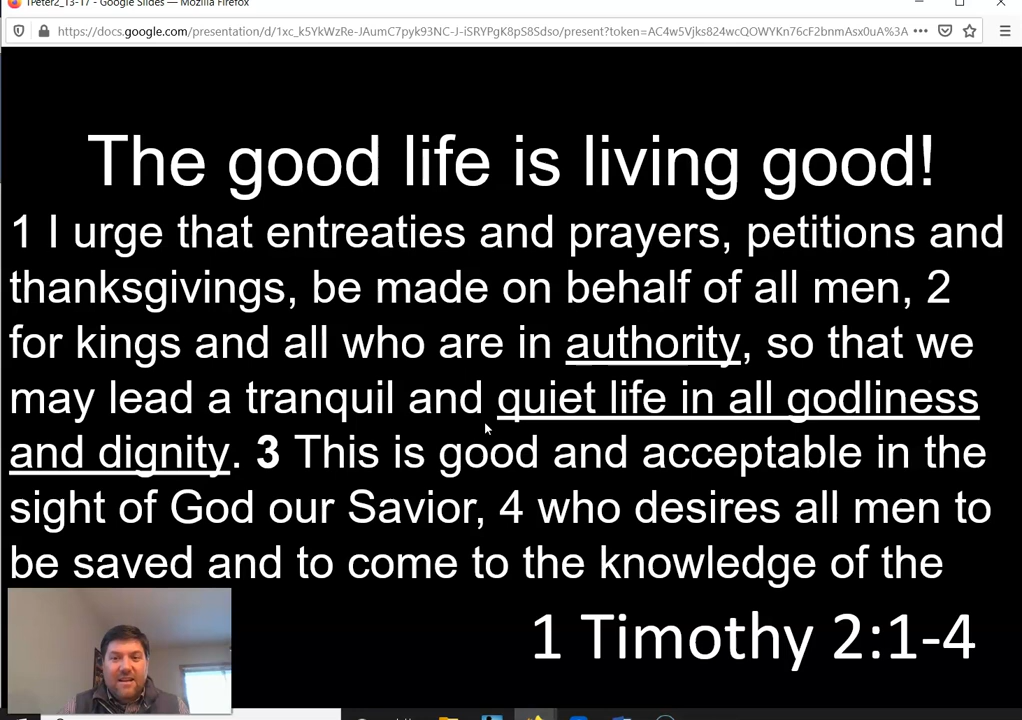 1Peter2_13-17 - Google Slides — Mozilla Firefox
https://docs.google.com/presentation/d/1xc_k5YkWzRe-JAumC7pyk93NC-J-iSRYPgK8pS8Sdso/present?token=AC4w5Vjks824wcQOWYKn76cF2bnmAsx0uA%3A
The good life is living good!
1 I urge that entreaties and prayers, petitions and
thanksgivings, be made on behalf of all men, 2
for kings and all who are in authority, so that we
may lead a tranquil and quiet life in all godliness
and dignity. 3 This is good and acceptable in the
sight of God our Savior, 4 who desires all men to
be saved and to come to the knowledge of the
1 Timothy 2:1-4